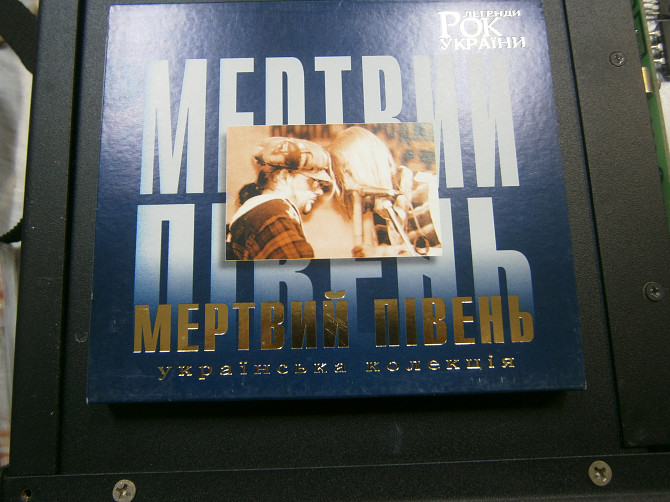 ЛЕГЕНДИ
РОК
УКРАЇНИ
МЕРТВИЙ
ПІВЕНЬ
МЕРТВИЙ ПІВЕНЬ
українська колекція